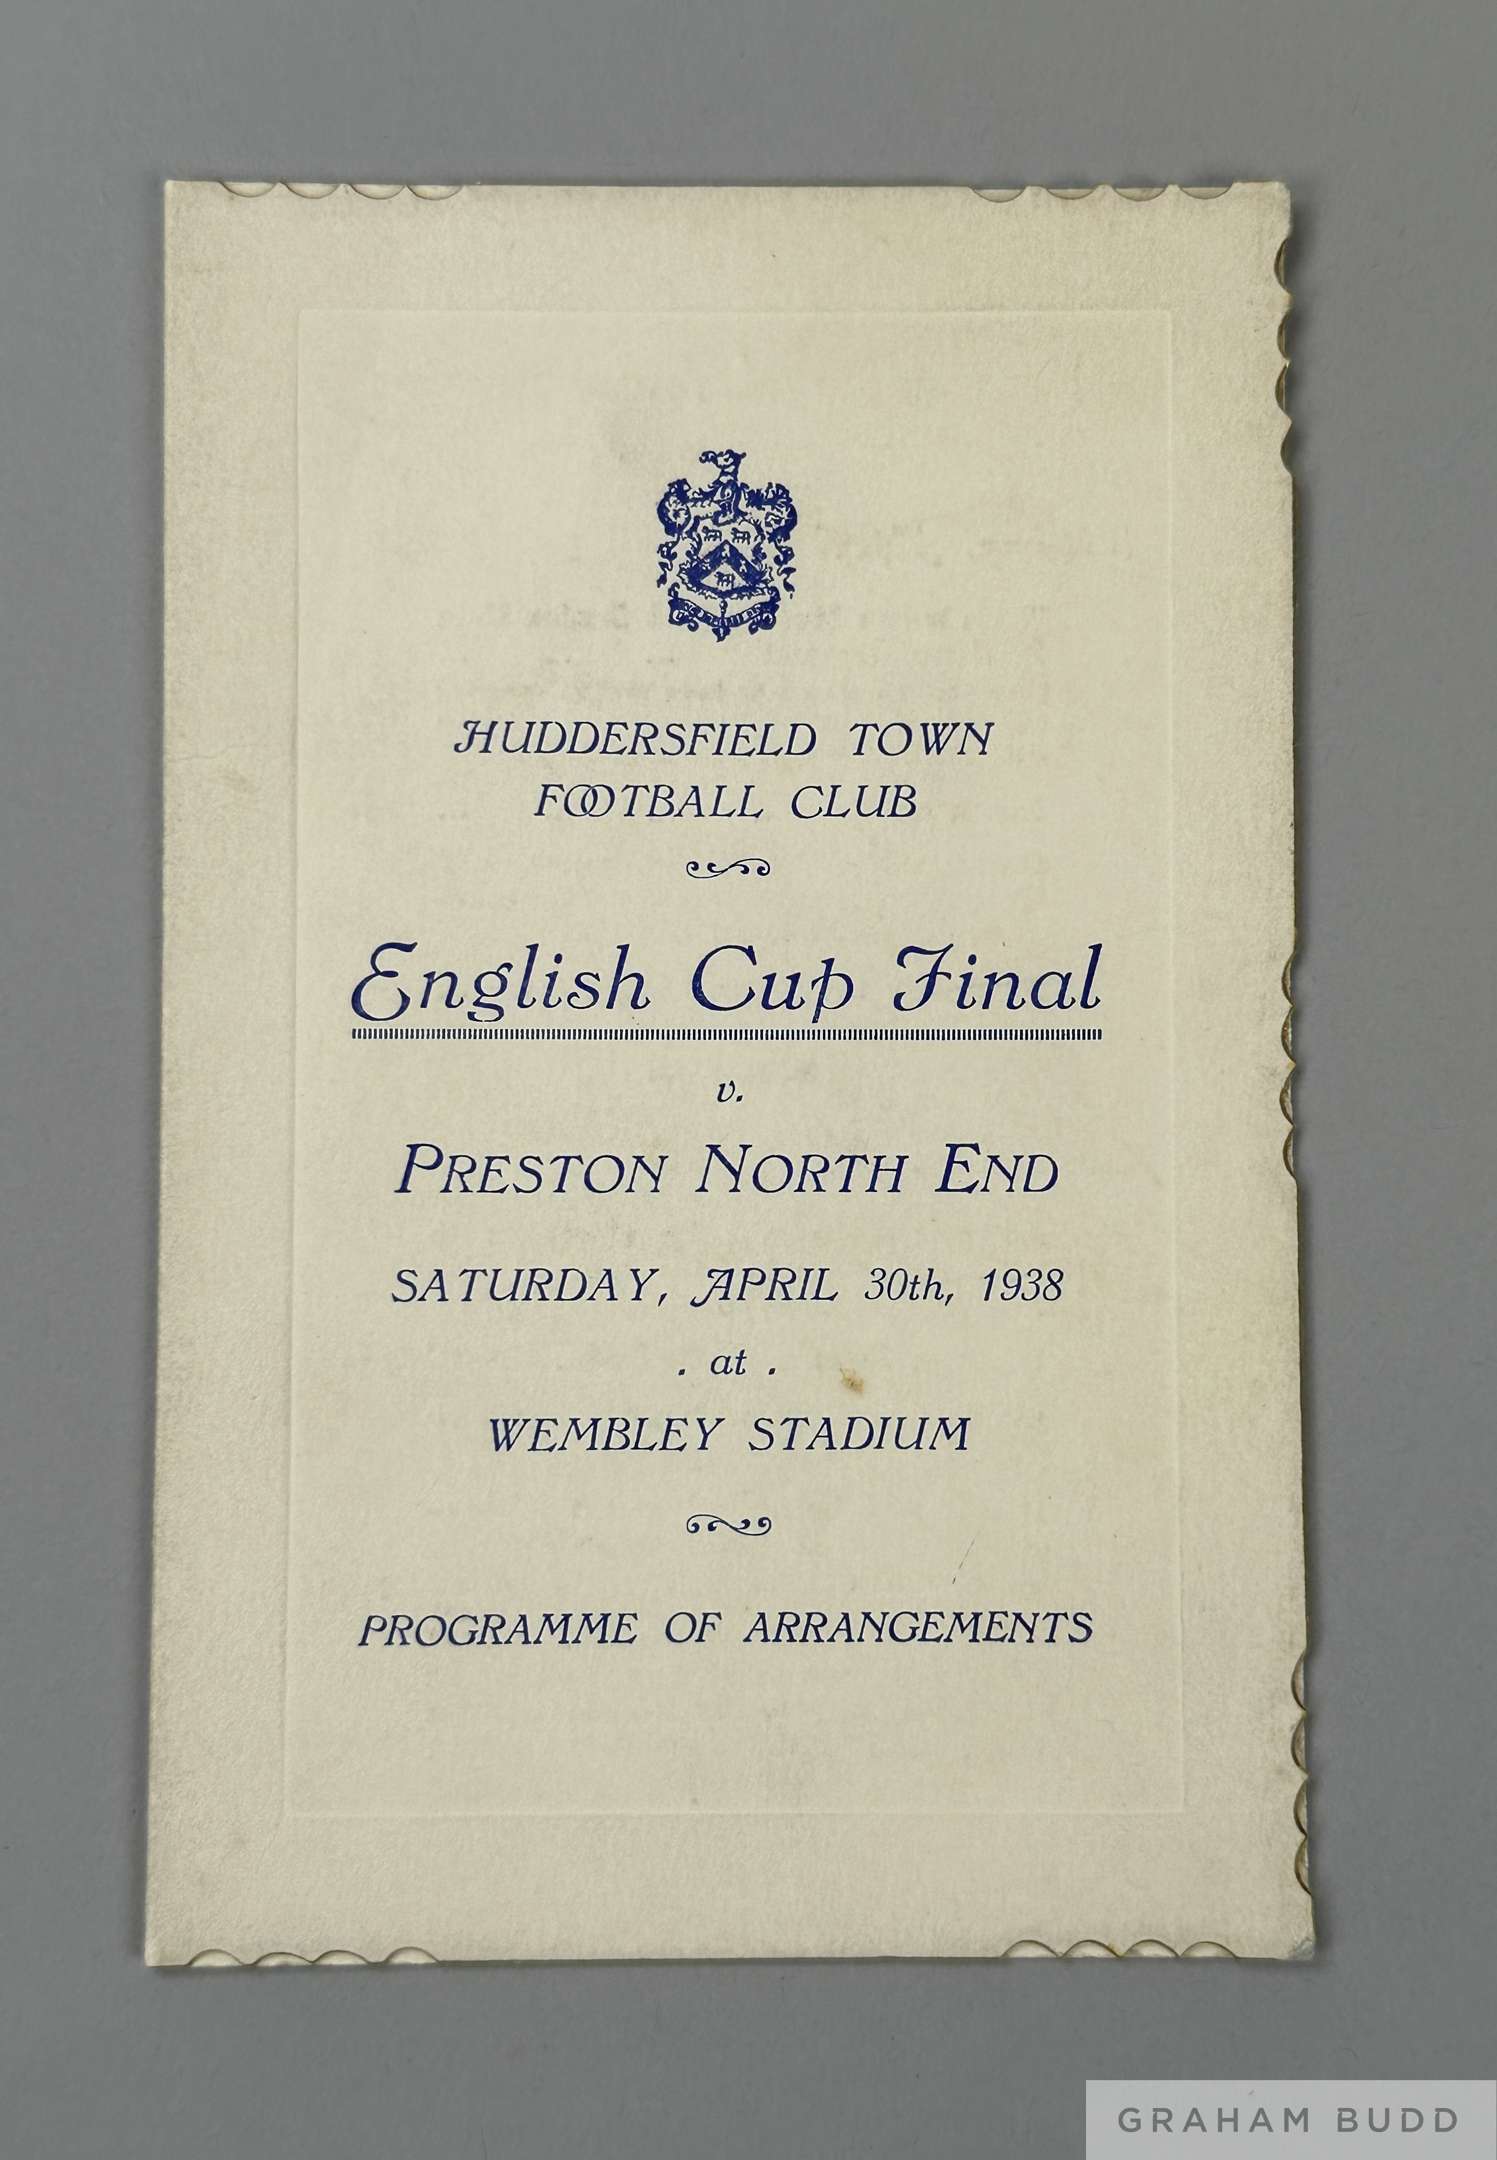 HUDDERSFIELD TOWN
FOOTBALL CLUB
English Cup Final
v.
PRESTON NORTH END
SATURDAY, APRIL 30th, 1938
. at .
WEMBLEY STADIUM
PROGRAMME OF ARRANGEMENTS
GRAHAM BUDD